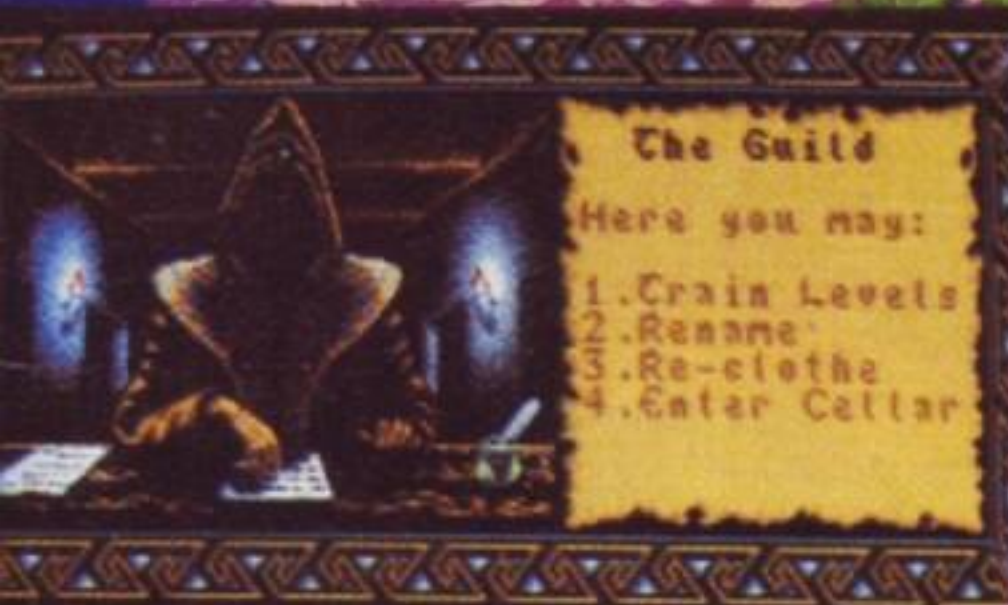 The Guild
Here you may:
1.Train Levels
2.Rename
3.Re-clothe
4.Enter Cellar